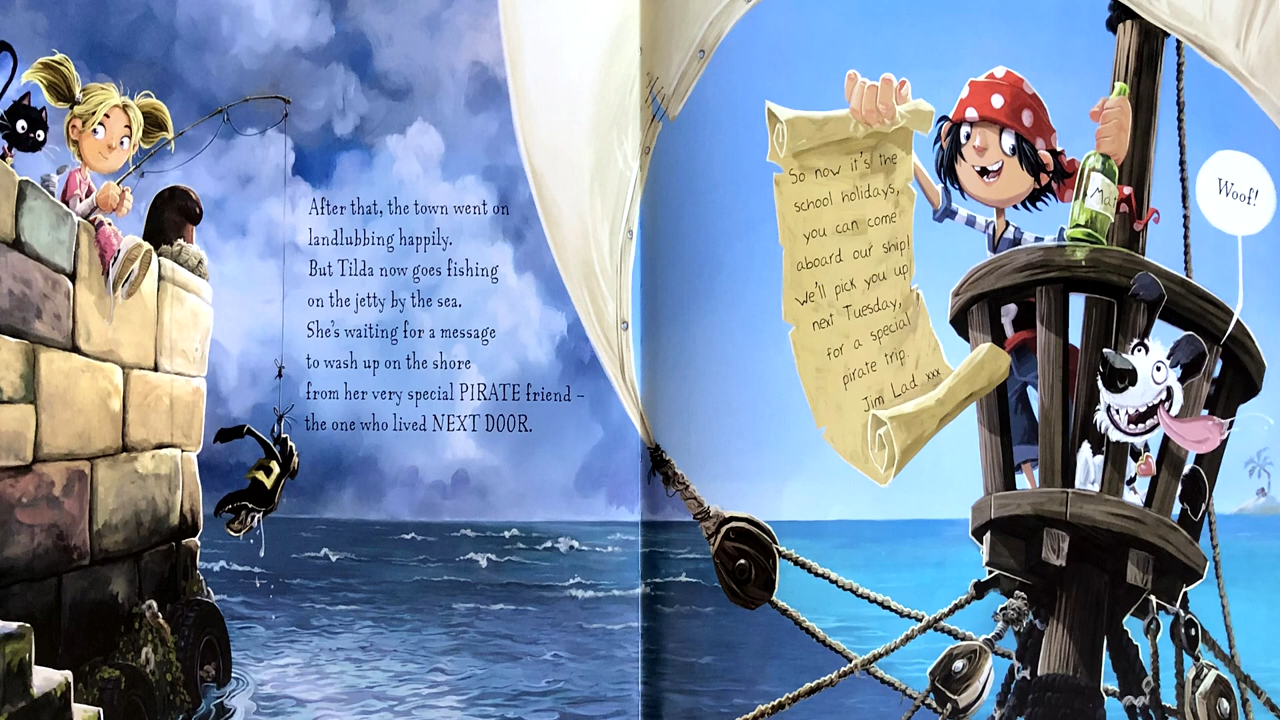 After that, the town went on
landlubbing happily.
But Tilda now goes fishing
on the jetty by the sea.
She's waiting for a message
to wash up on the shore
from her very special PIRATE friend –
the one who lived NEXT DOOR.
So now it's the
school holidays,
you can come
aboard our ship!
We'll pick you up
next Tuesday,
for a special
pirate trip.
Jim Lad xxx
Woof!